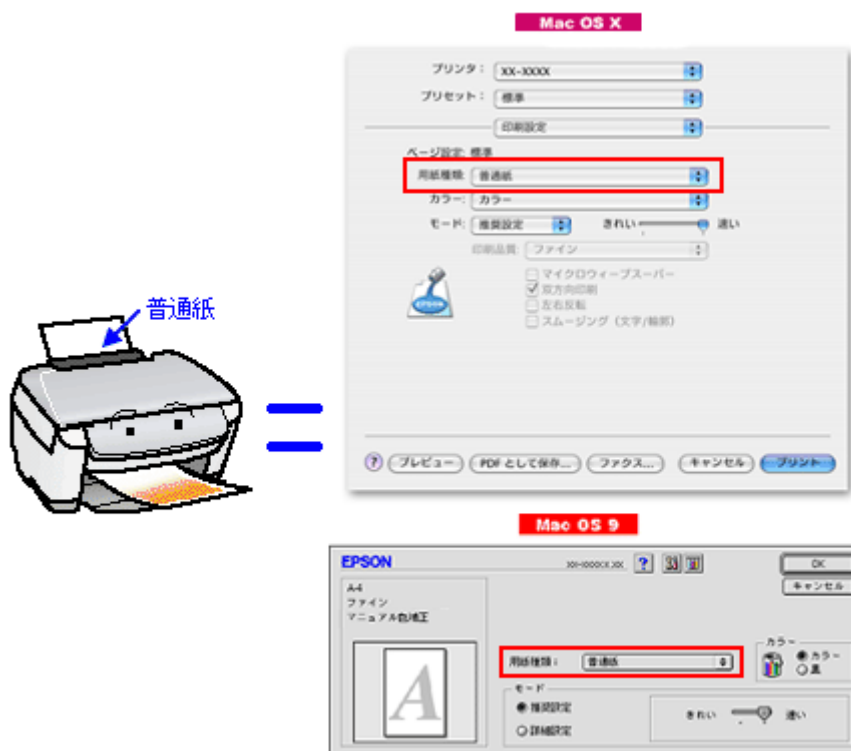 Mac OS X
プリンタ： XX-XXXX
プリセット： 標準
印刷設定
ページ設定: 標準
用紙種類: 普通紙
カラー: カラー
モード: 推奨設定 きれい 速い
印刷品質: ファイン
マイクロウィーブスーパー
双方向印刷
左右反転
スムージング（文字/輪郭）
EPSON
普通紙
? プレビュー PDF として保存... ファクス... キャンセル プリント
Mac OS 9
EPSON ? OK
キャンセル
A4
ファイン
マニュアル色補正
用紙種類： 普通紙
カラー
カラー
黒
A
モード
推奨設定
詳細設定
きれい 速い